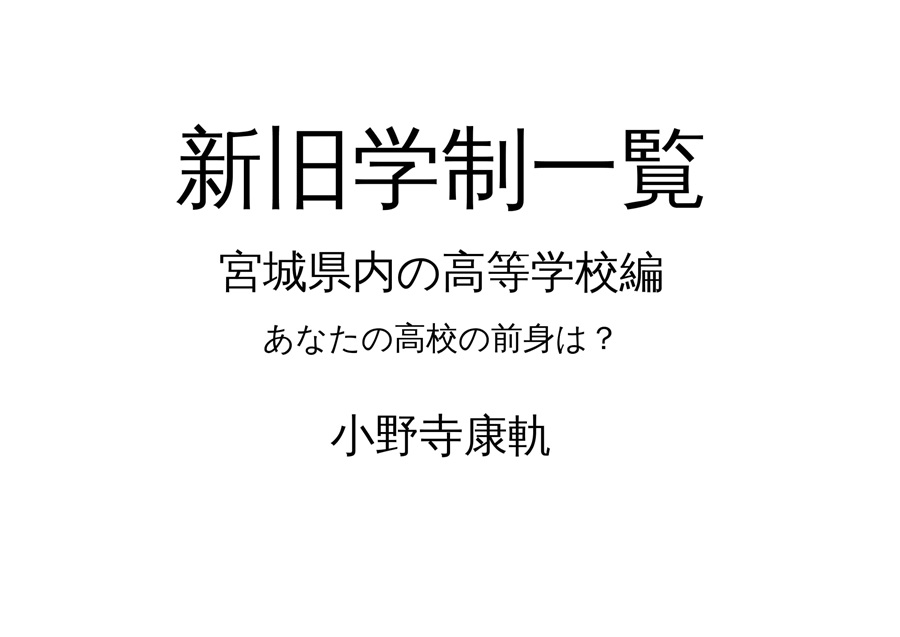 新旧学制一覧
宮城県内の高等学校編
あなたの高校の前身は？
小野寺康軌